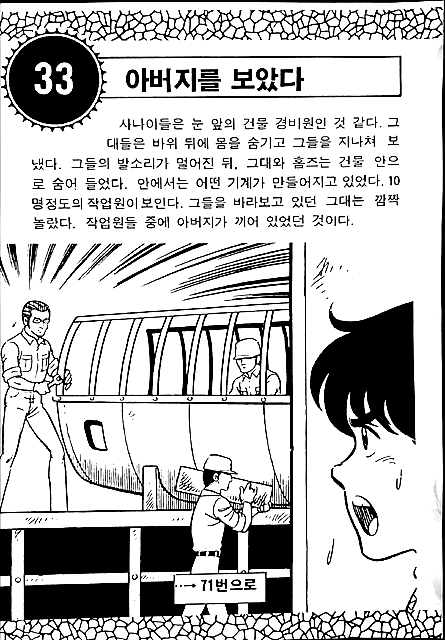 33
아버지를 보았다
사나이들은 눈 앞의 건물 경비원인 것 같다. 그
대들은 바위 뒤에 몸을 숨기고 그들을 지나쳐 보
냈다. 그들의 발소리가 멀어진 뒤, 그대와 홈즈는 건물 안으
로 숨어 들었다. 안에서는 어떤 기계가 만들어지고 있었다. 10
명정도의 작업원이 보인다. 그들을 바라보고 있던 그대는 깜짝
놀랐다. 작업원들 중에 아버지가 끼어 있었던 것이다.
···→ 71번으로